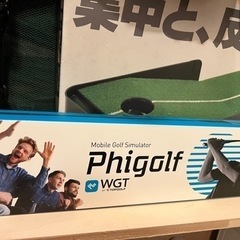 集中と、反
Mobile Golf Simulator
Phigolf
WGT